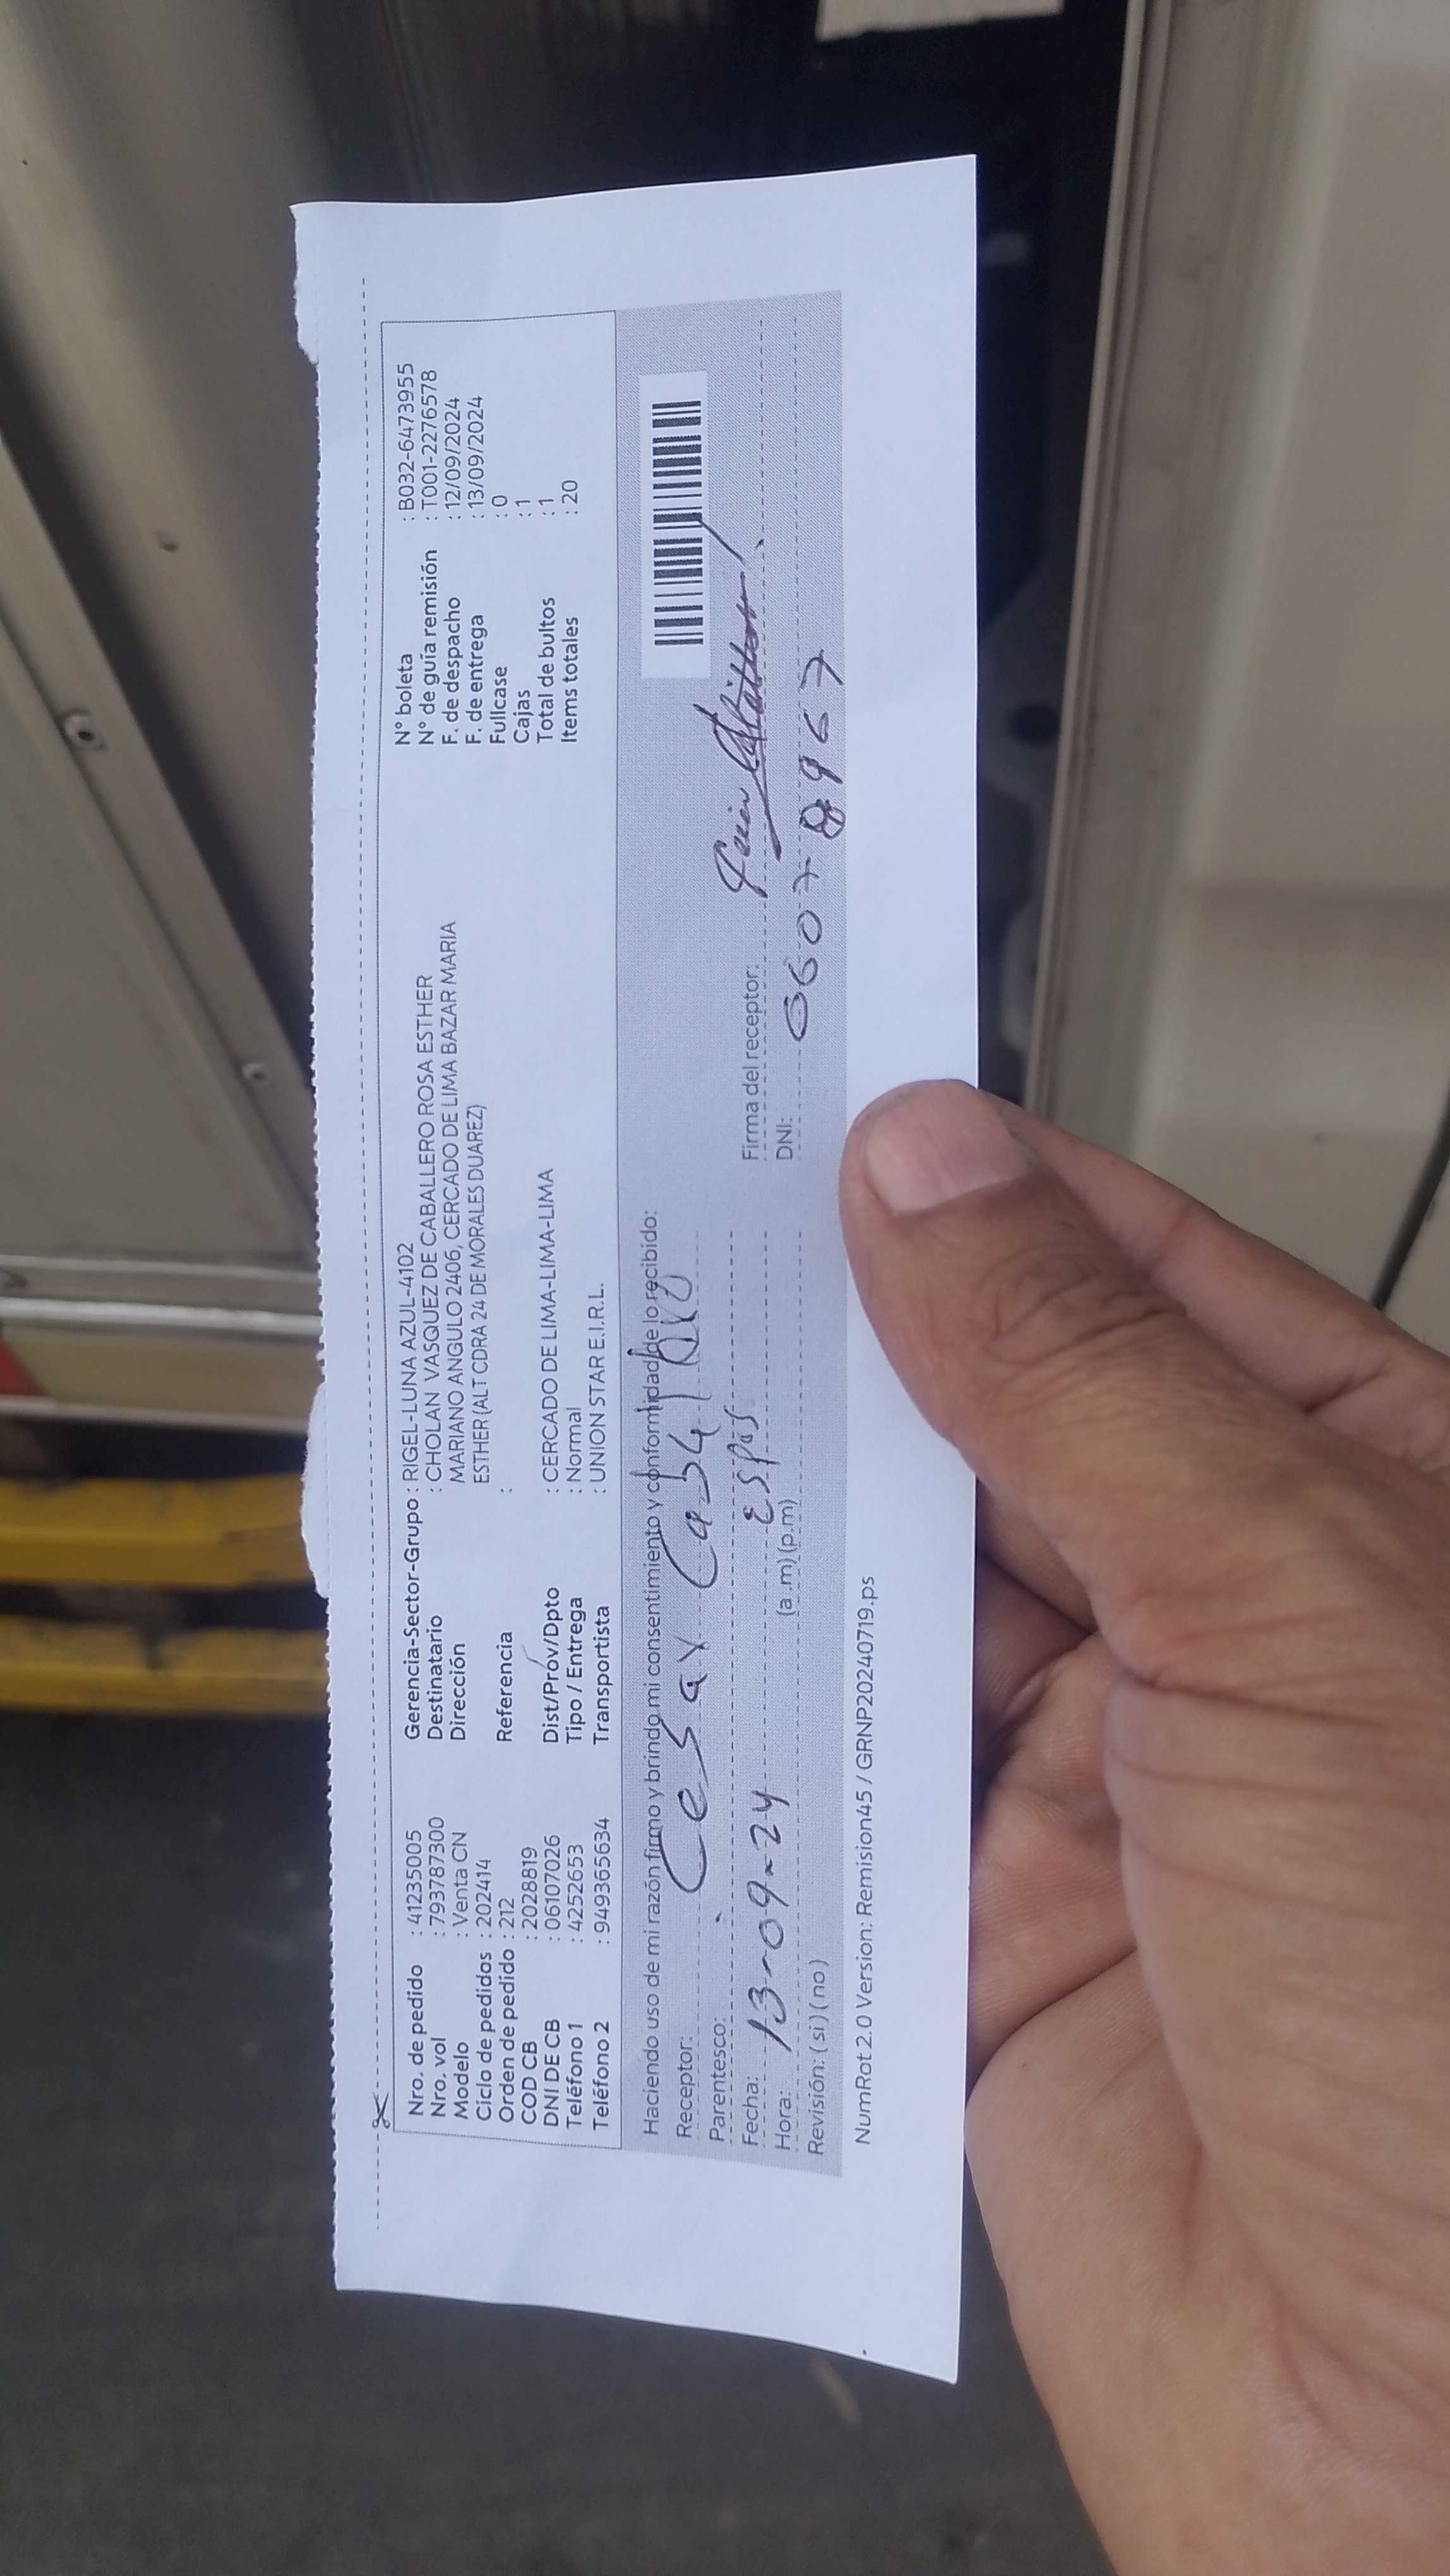 Nro. de pedido : 41235005 Gerencia-Sector-Grupo : RIGEL-LUNA AZUL-4102 N° boleta : B032-6473955
Nro. vol : 793787300 Destinatario : CHOLAN VASQUEZ DE CABALLERO ROSA ESTHER N° de guía remisión : T001-2276578
Modelo : Venta CN Dirección MARIANO ANGULO 2406, CERCADO DE LIMA BAZAR MARIA F. de despacho : 12/09/2024
Ciclo de pedidos : 202414 ESTHER (ALT CDRA 24 DE MORALES DUAREZ) F. de entrega : 13/09/2024
Orden de pedido : 212 Referencia : Fullcase : 0
COD CB : 2028819 Cajas : 1
DNI DE CB : 06107026 Dist/Prov/Dpto : CERCADO DE LIMA-LIMA-LIMA Total de bultos : 1
Teléfono 1 : 4252653 Tipo / Entrega : Normal Items totales : 20
Teléfono 2 : 949365634 Transportista : UNION STAR E.I.R.L.
Haciendo uso de mi razón firmo y brindo mi consentimiento y conformidad de lo recibido:
Receptor: Cesar
Parentesco:
Fecha: 13-09-24 Firma del receptor:
Hora: (a.m) (p.m) DNI: 06078967
Revisión: (si) (no)
NumRot 2.0 Version: Remision45 / GRNP20240719.ps